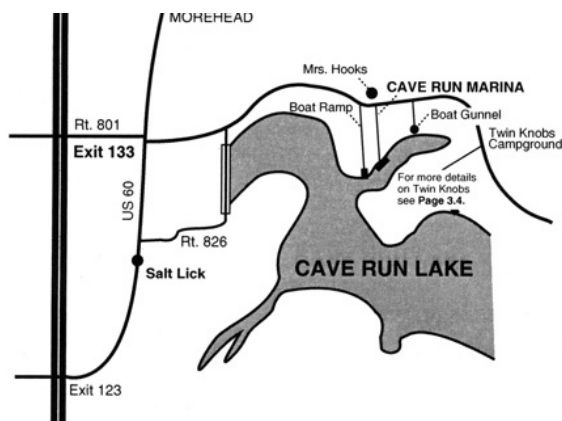 MOREHEAD
Mrs. Hooks
CAVE RUN MARINA
Boat Ramp
Boat Gunnel
Rt. 801
Exit 133
Twin Knobs
Campground
For more details
on Twin Knobs
see Page 3.4.
US 60
Rt. 826
Salt Lick
CAVE RUN LAKE
Exit 123